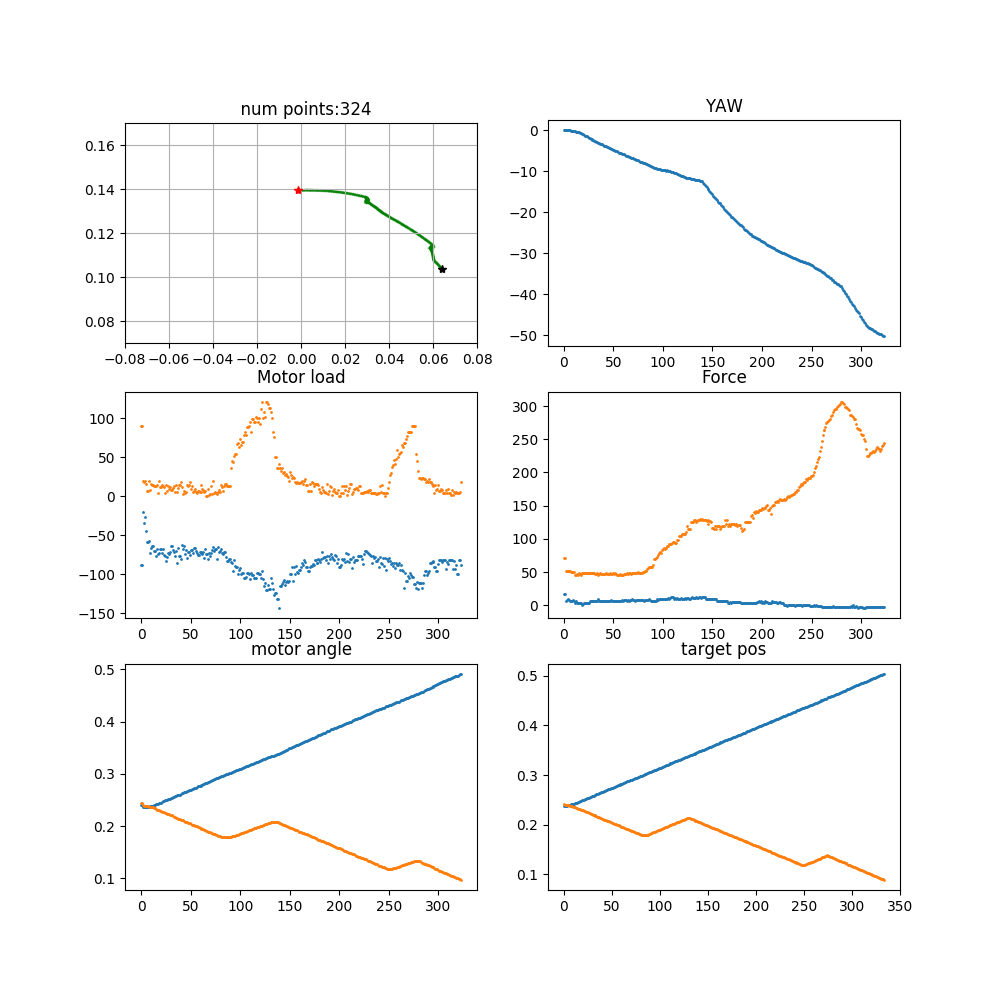 num points:324
YAW
0.16
0.14
0.12
0.10
0.08
−0.08 −0.06 −0.04 −0.02 0.00 0.02 0.04 0.06 0.08
0
−10
−20
−30
−40
−50
0 50 100 150 200 250 300
Motor load
Force
100
50
0
−50
−100
−150
0 50 100 150 200 250 300
300
250
200
150
100
50
0
0 50 100 150 200 250 300
motor angle
target pos
0.5
0.4
0.3
0.2
0.1
0 50 100 150 200 250 300
0.5
0.4
0.3
0.2
0.1
0 50 100 150 200 250 300 350